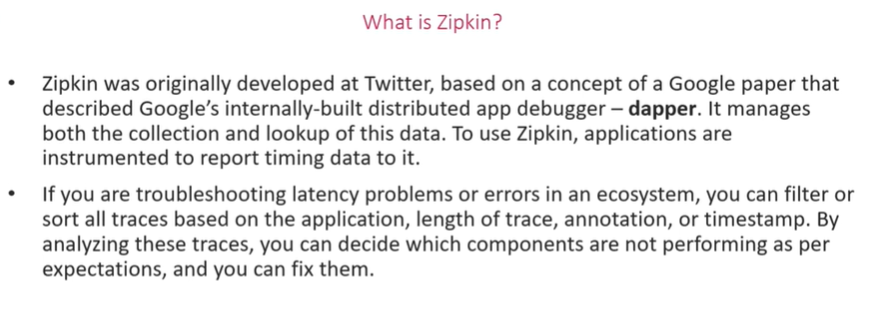 What is Zipkin?
• Zipkin was originally developed at Twitter, based on a concept of a Google paper that
described Google's internally-built distributed app debugger – dapper. It manages
both the collection and lookup of this data. To use Zipkin, applications are
instrumented to report timing data to it.
• If you are troubleshooting latency problems or errors in an ecosystem, you can filter or
sort all traces based on the application, length of trace, annotation, or timestamp. By
analyzing these traces, you can decide which components are not performing as per
expectations, and you can fix them.